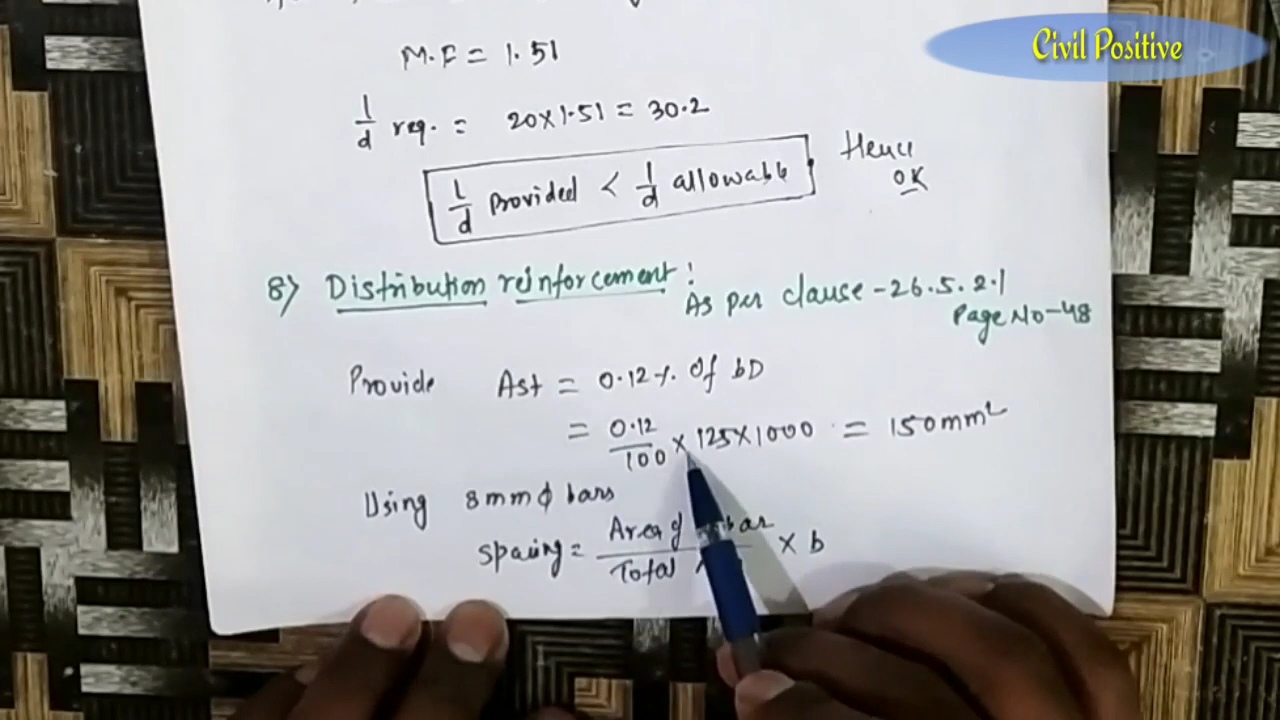 Civil Positive
M.F = 1.51
l/d req. = 20×1.51 = 30.2
l/d Provided < l/d allowable Hence OK
8) Distribution reinforcement:
As per clause - 26.5.2.1
Page No - 48
Provide Ast = 0.12 % Of bD
= 0.12/100 × 125×1000 = 150mm²
Using 8mm ϕ bars
Spacing = Area of bar / Total × b